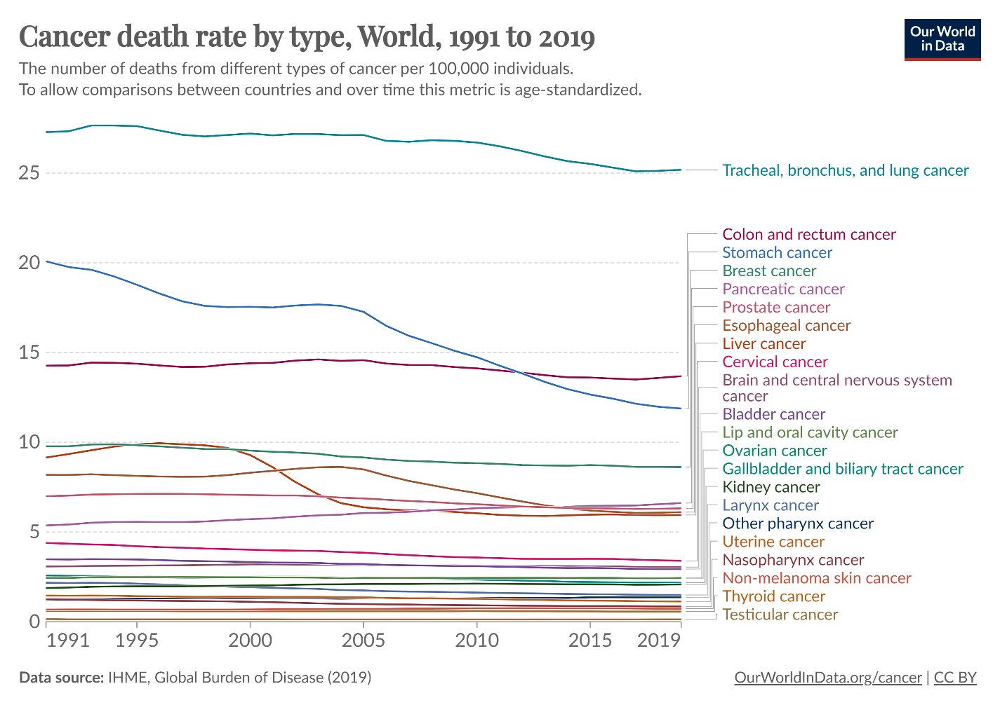 Cancer death rate by type, World, 1991 to 2019
Our World
in Data
The number of deaths from different types of cancer per 100,000 individuals.
To allow comparisons between countries and over time this metric is age-standardized.
25
Tracheal, bronchus, and lung cancer
Colon and rectum cancer
Stomach cancer
20
Breast cancer
Pancreatic cancer
Prostate cancer
Esophageal cancer
Liver cancer
15
Cervical cancer
Brain and central nervous system
cancer
Bladder cancer
Lip and oral cavity cancer
10
Ovarian cancer
Gallbladder and biliary tract cancer
Kidney cancer
Larynx cancer
Other pharynx cancer
5
Uterine cancer
Nasopharynx cancer
Non-melanoma skin cancer
Thyroid cancer
Testicular cancer
0
1991 1995 2000 2005 2010 2015 2019
Data source: IHME, Global Burden of Disease (2019)
OurWorldInData.org/cancer | CC BY